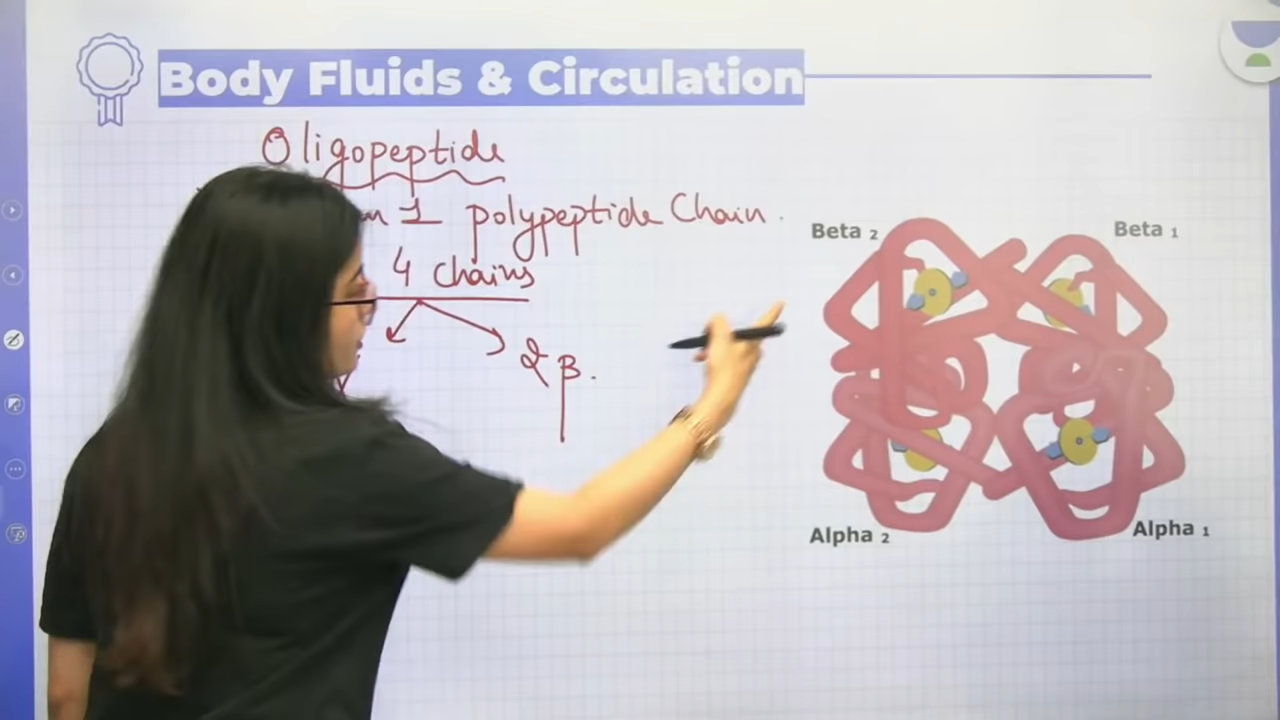 Body Fluids & Circulation
Oligopeptide
1 polypeptide Chain.
4 chains
2β.
Beta 2
Beta 1
Alpha 2
Alpha 1